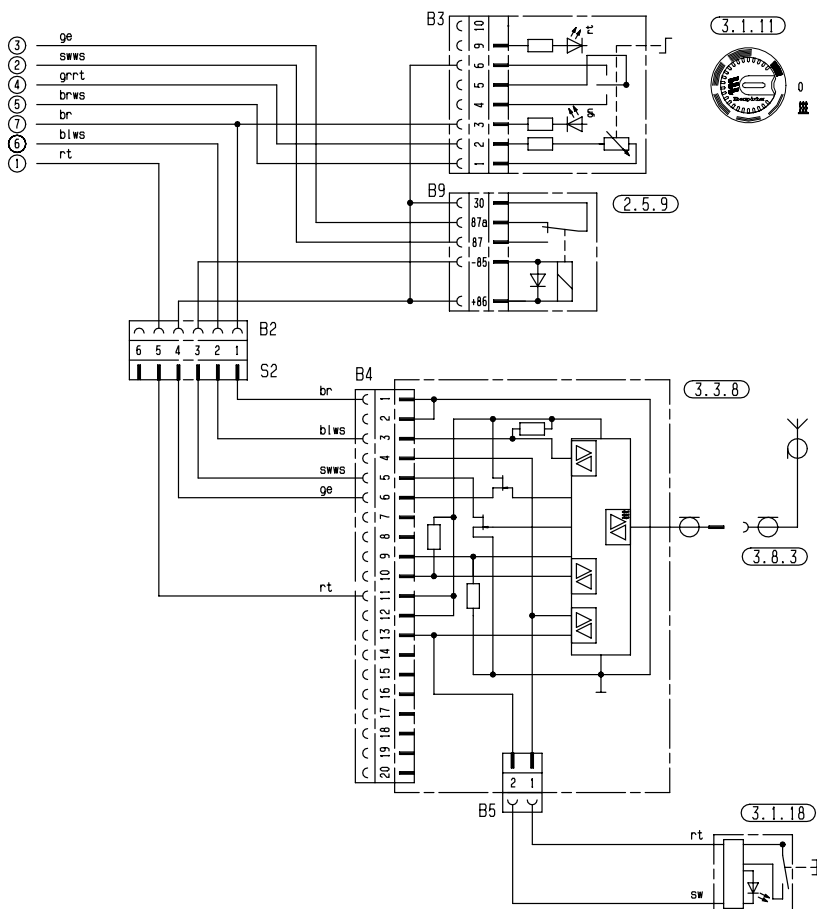 B3
3.1.11
10
3 ge 9 rt
2 swws 6
4 grrt 5
0
5 brws 4
7 br 3
6 blws 2
1 rt 1
B9
2.5.9
30
87a
87
-85
+86
B2
6 5 4 3 2 1
S2
B4
3.3.8
br 1
2
blws 3
4
swws 5
ge 6
7
8
9
3.8.3
10
rt 11
12
13
14
15
16
17
18
19
20
2 1
B5
3.1.18
rt
sw